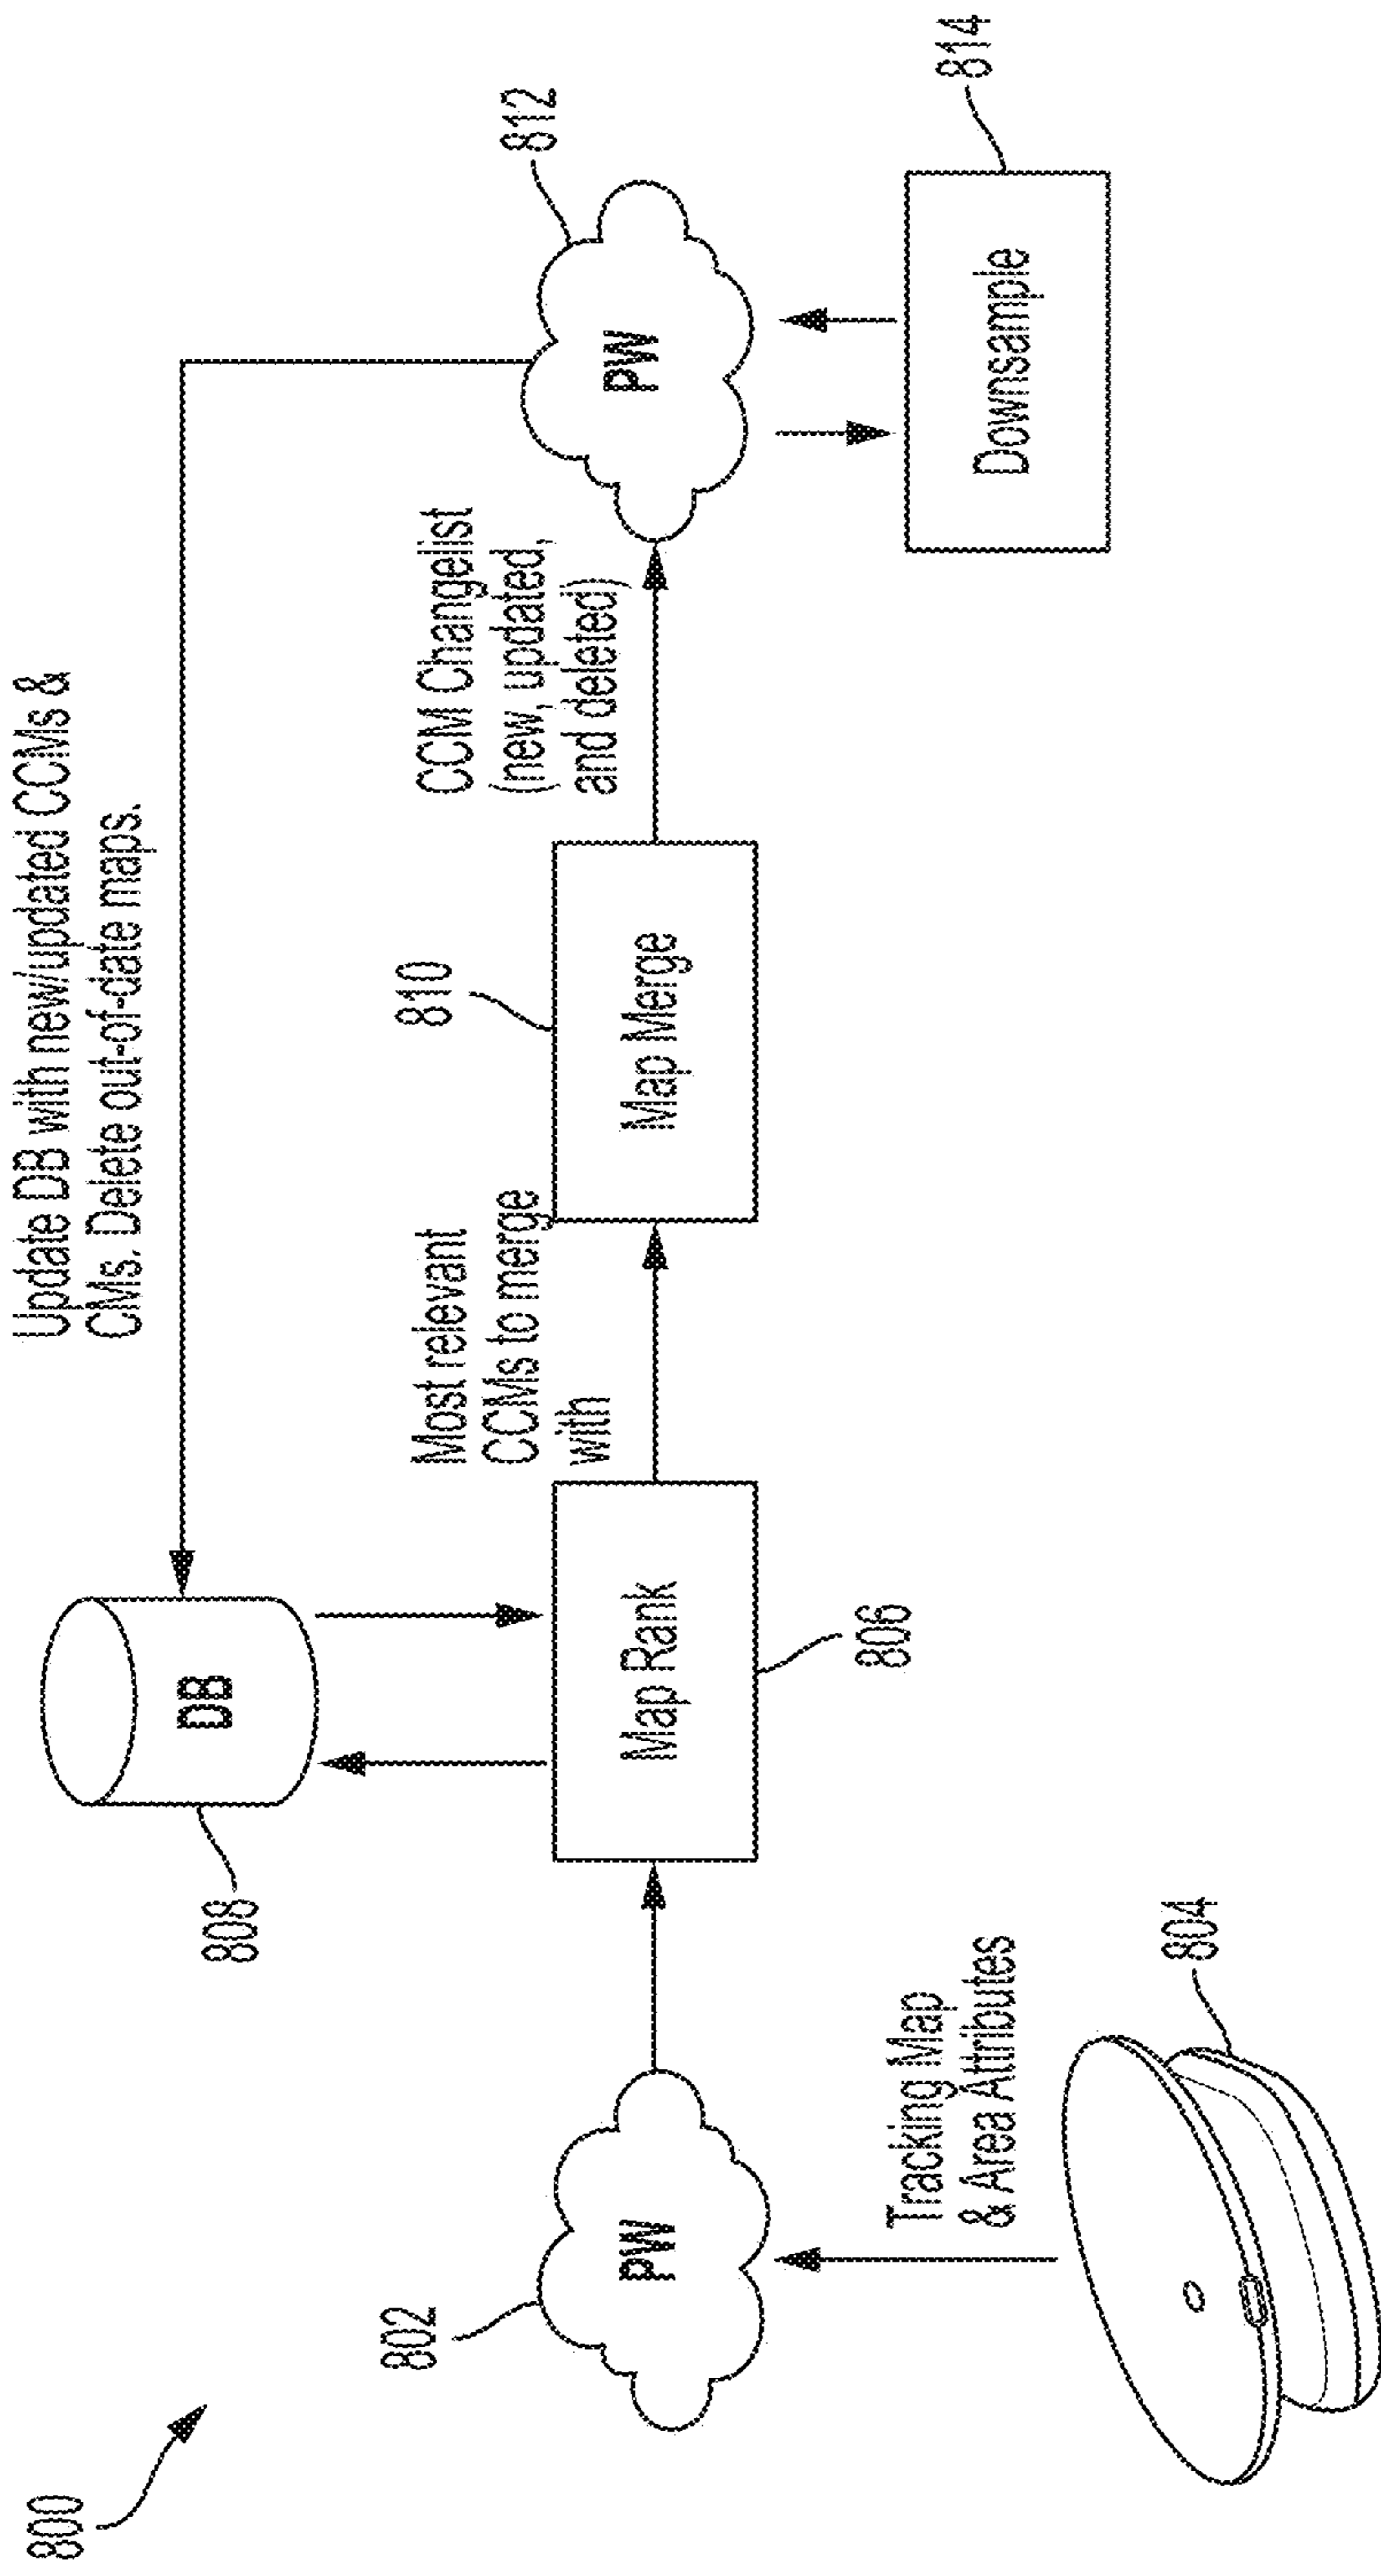 800
Update DB with new/updated CCMs &
CMs. Delete out-of-date maps.
808
DB
802
PW
Map Rank
806
Most relevant
CCMs to merge
with
810
Map Merge
CCM Changelist
(new, updated,
and deleted)
812
PW
Tracking Map
& Area Attributes
804
Downsample
814